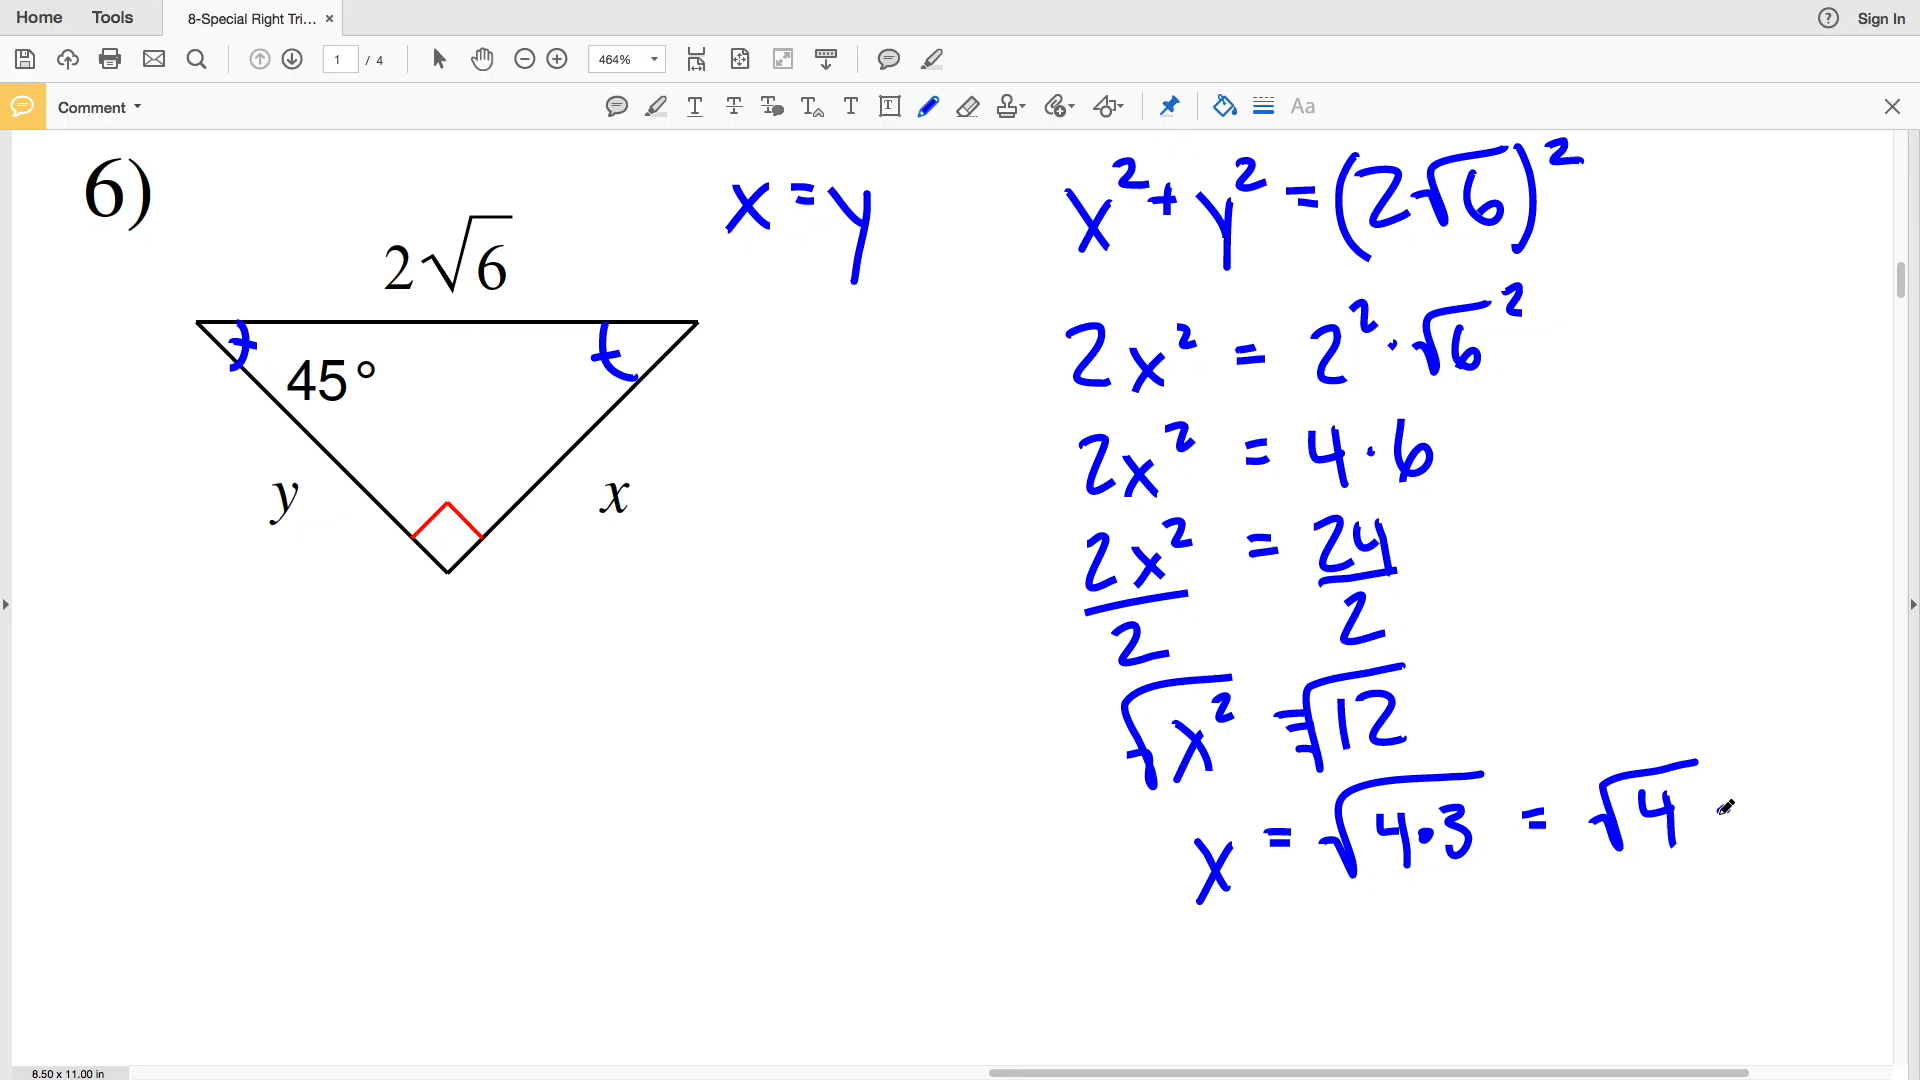 Home Tools 8-Special Right Tri... × ? Sign In
1 / 4 464%
Comment Aa
6)
2√6
45°
y
x
x = y
x² + y² = (2√6)²
2x² = 2² · √6²
2x² = 4 · 6
2x²/2 = 24/2
√x² = √12
x = √4·3 = √4
8.50 x 11.00 in